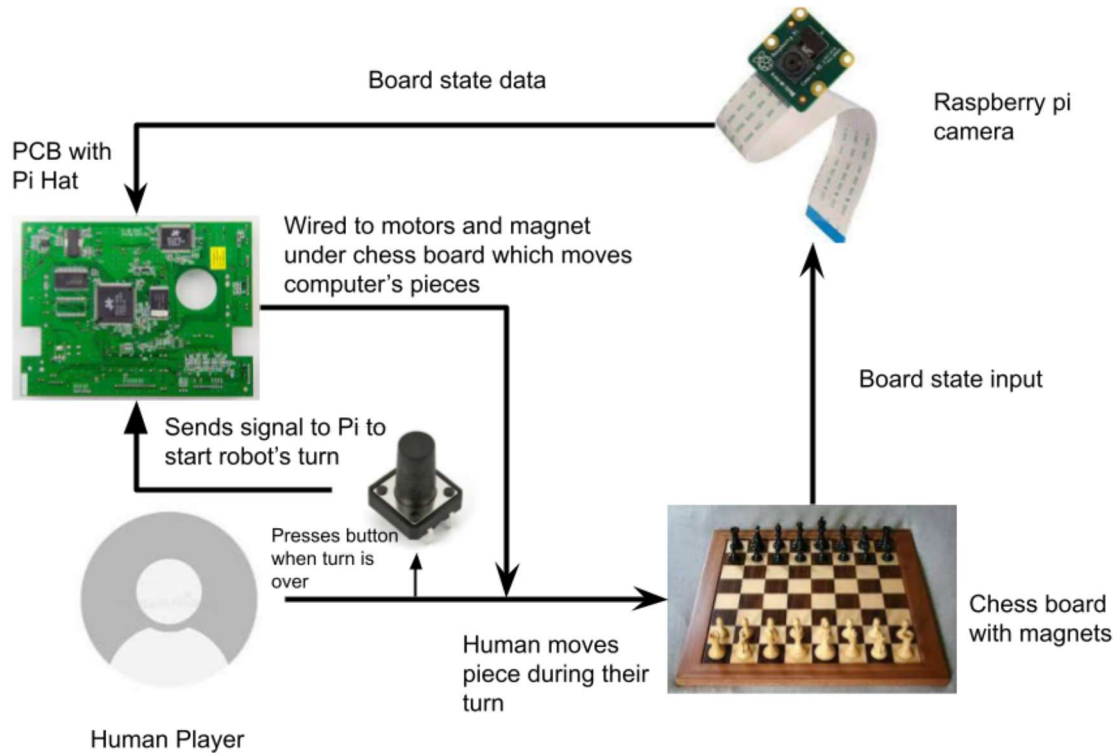 Board state data
Raspberry pi
camera
PCB with
Pi Hat
Wired to motors and magnet
under chess board which moves
computer's pieces
Board state input
Sends signal to Pi to
start robot's turn
Presses button
when turn is
over
Chess board
with magnets
Human moves
piece during their
turn
Human Player